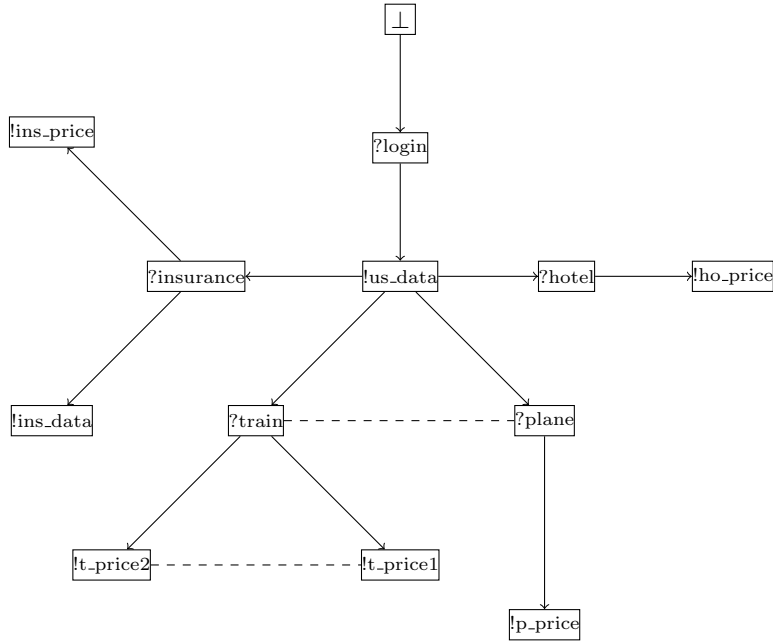 ⊥
!ins_price
?login
?insurance
!us_data
?hotel
!ho_price
!ins_data
?train
?plane
!t_price2
!t_price1
!p_price